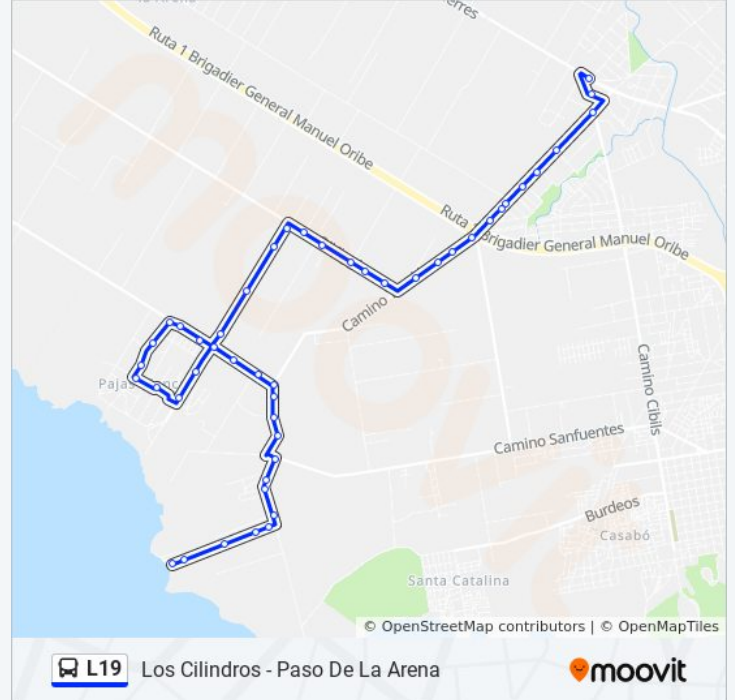 Ruta 1 Brigadier General Manuel Oribe
Ruta 1 Brigadier General Manuel Oribe
Camino
Camino Cibils
Camino Sanfuentes
Burdeos
Casabó
Santa Catalina
© OpenStreetMap contributors | © OpenMapTiles
L19 Los Cilindros - Paso De La Arena
moovit